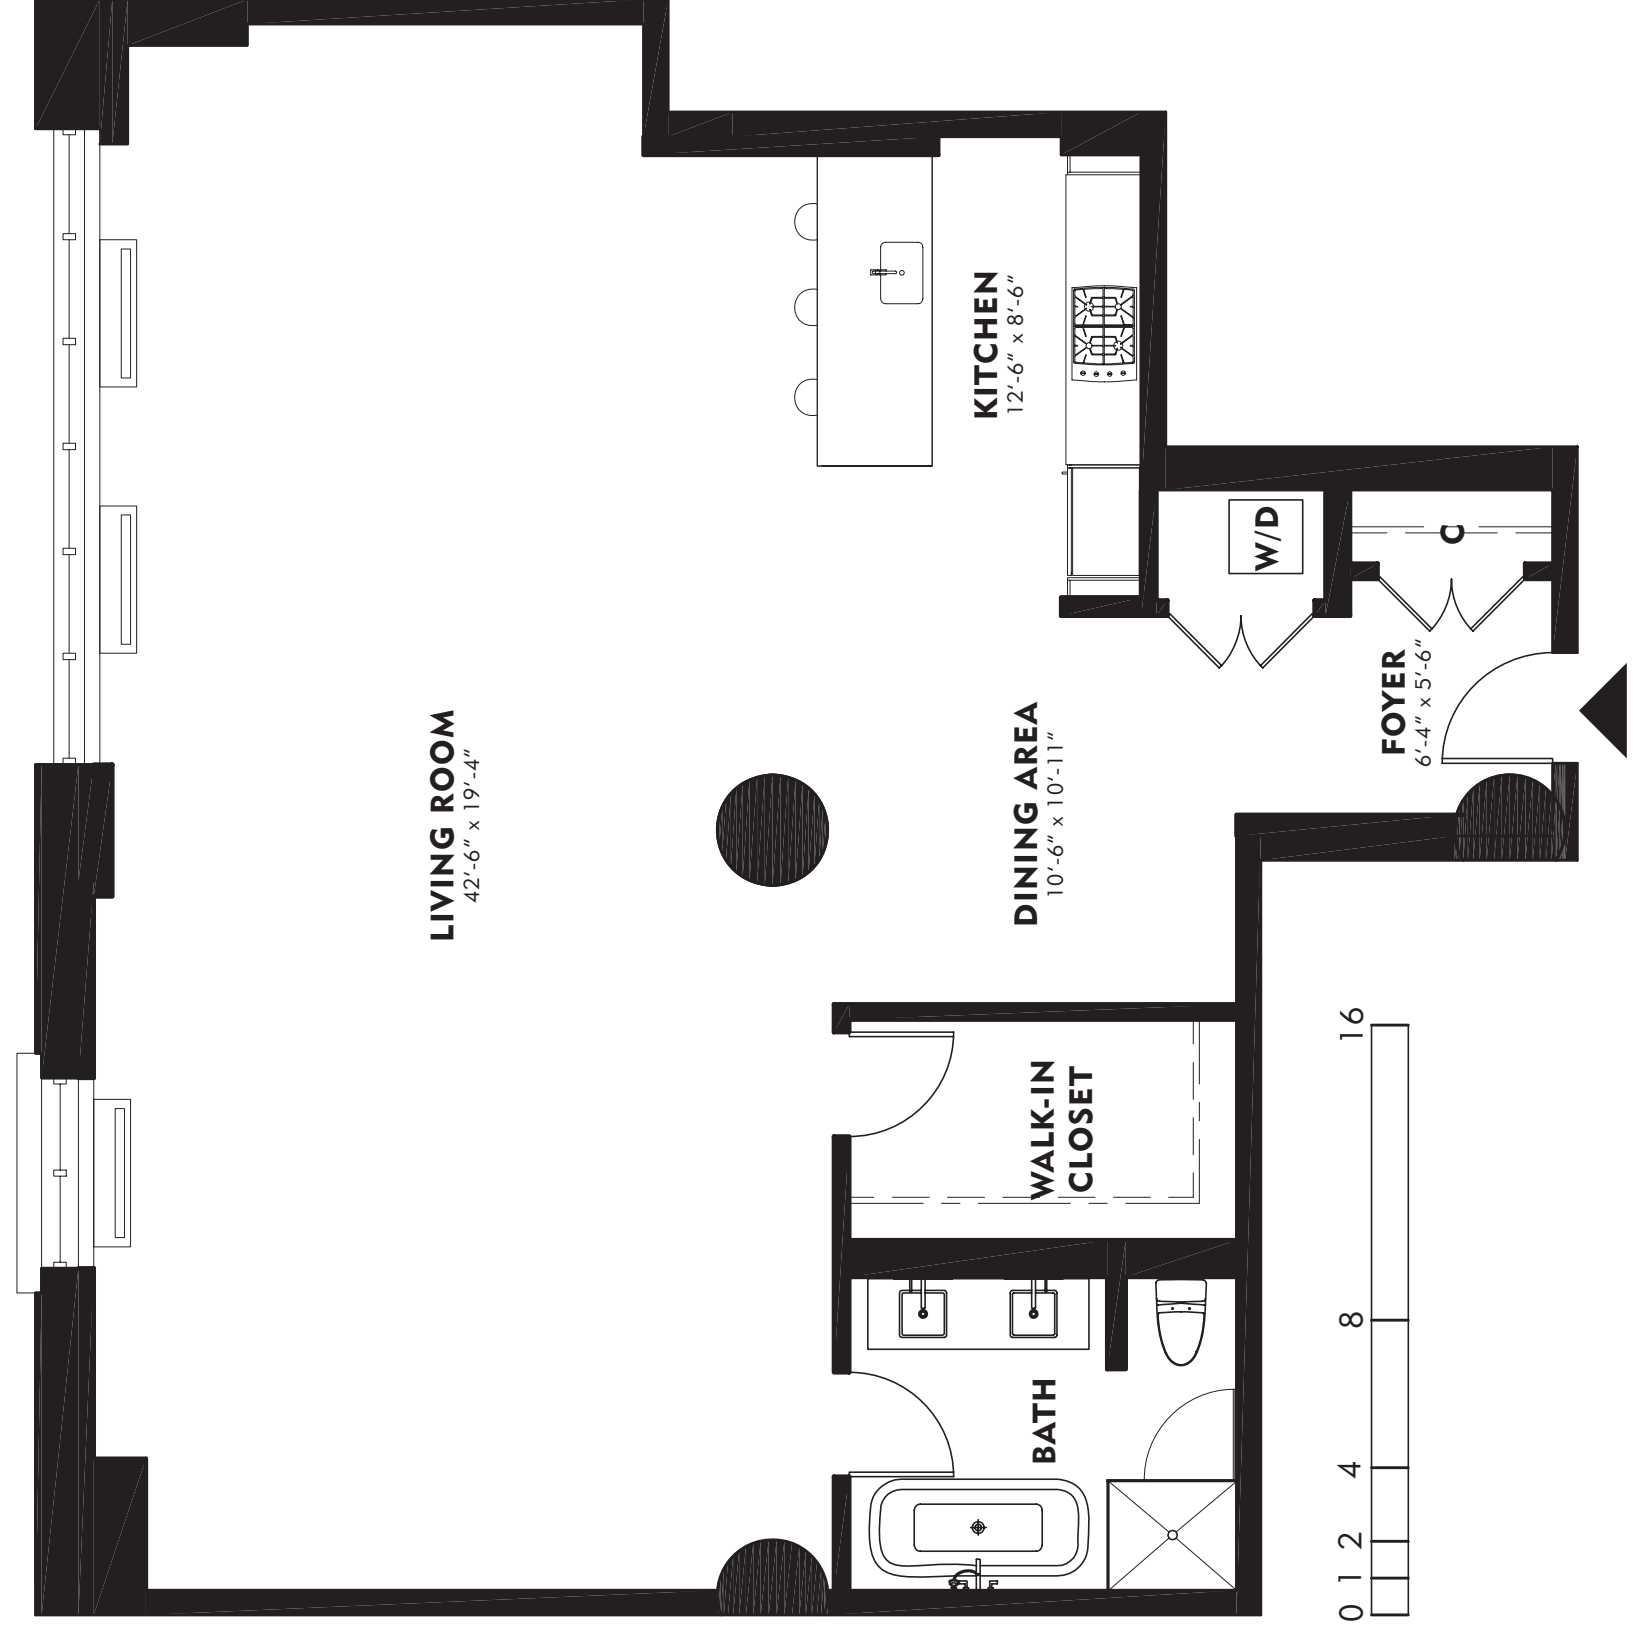 LIVING ROOM
42'-6" x 19'-4"
KITCHEN
12'-6" x 8'-6"
DINING AREA
10'-6" x 10'-11"
W/D
C
FOYER
6'-4" x 5'-6"
WALK-IN
CLOSET
BATH
0 1 2 4 8 16